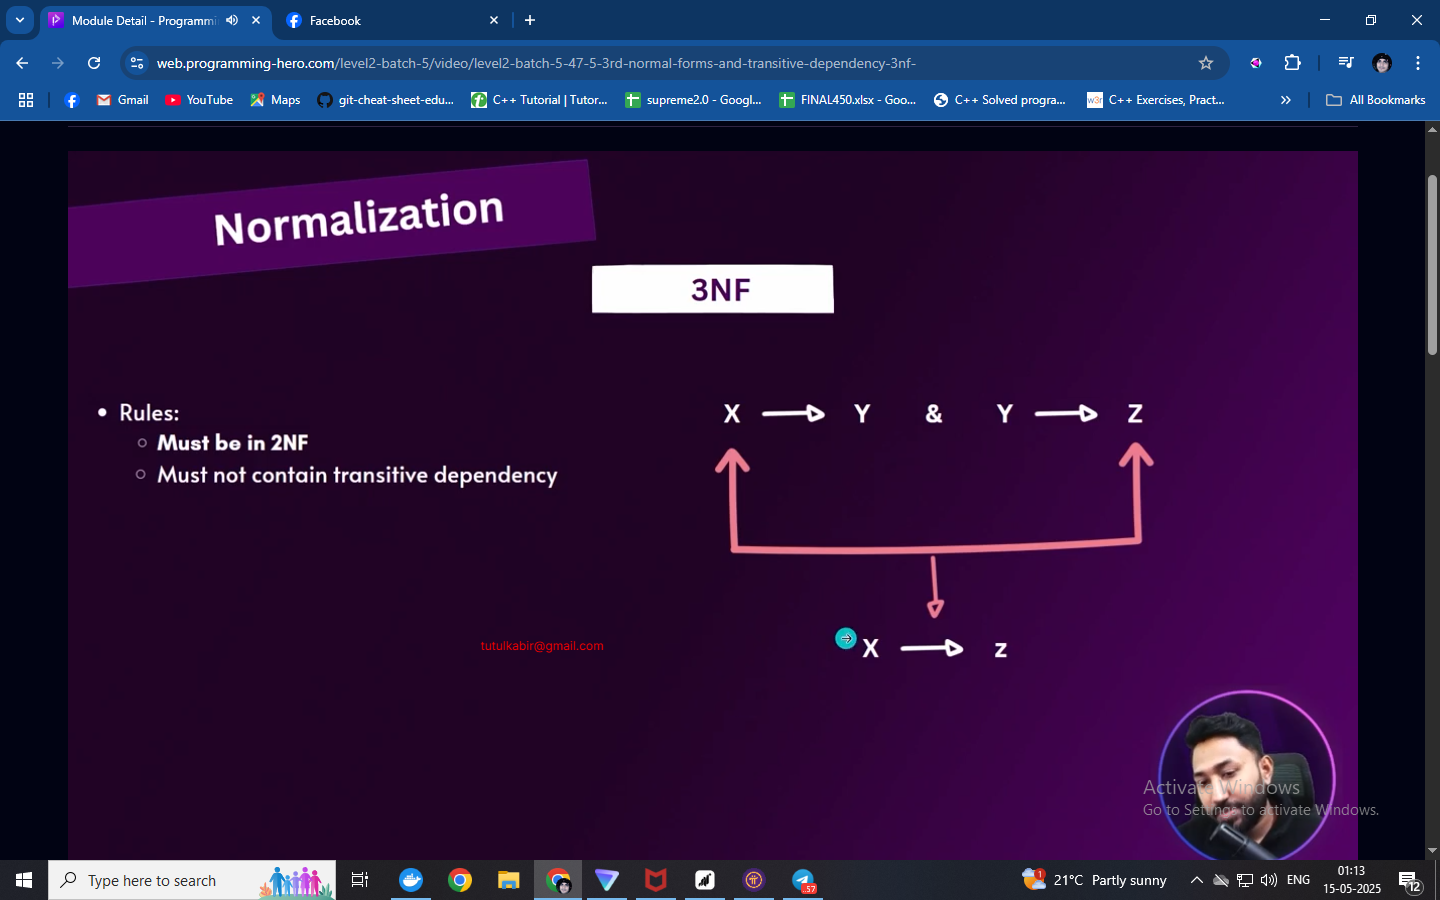 Module Detail - Programmi
Facebook
web.programming-hero.com/level2-batch-5/video/level2-batch-5-47-5-3rd-normal-forms-and-transitive-dependency-3nf-
Gmail
YouTube
Maps
git-cheat-sheet-edu...
C++ Tutorial | Tutor...
supreme2.0 - Googl...
FINAL450.xlsx - Goo...
C++ Solved progra...
w3r
C++ Exercises, Pract...
All Bookmarks
Normalization
3NF
Rules:
Must be in 2NF
Must not contain transitive dependency
X Y & Y Z
tutulkabir@gmail.com
X z
Activate Windows
Go to Settings to activate Windows.
Type here to search
57
1
21°C Partly sunny
ENG
01:13
15-05-2025
12